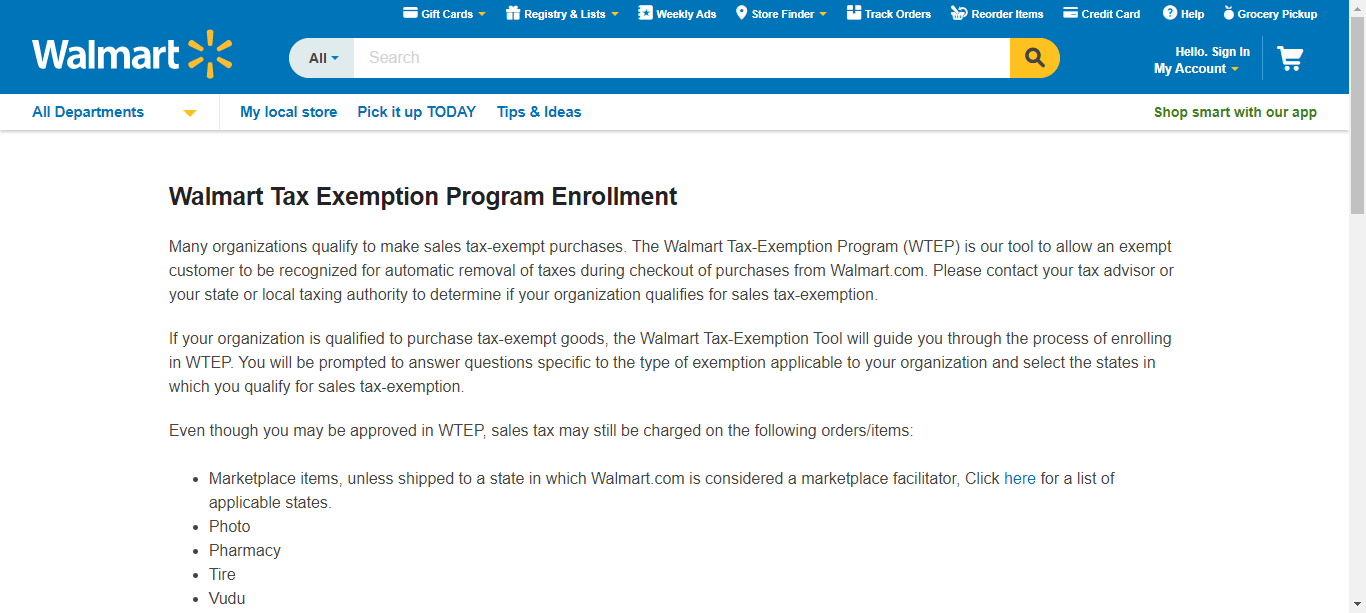 Gift Cards Registry & Lists Weekly Ads Store Finder Track Orders Reorder Items Credit Card Help Grocery Pickup
Walmart All Search Hello. Sign In
My Account
All Departments My local store Pick it up TODAY Tips & Ideas Shop smart with our app
Walmart Tax Exemption Program Enrollment
Many organizations qualify to make sales tax-exempt purchases. The Walmart Tax-Exemption Program (WTEP) is our tool to allow an exempt
customer to be recognized for automatic removal of taxes during checkout of purchases from Walmart.com. Please contact your tax advisor or
your state or local taxing authority to determine if your organization qualifies for sales tax-exemption.
If your organization is qualified to purchase tax-exempt goods, the Walmart Tax-Exemption Tool will guide you through the process of enrolling
in WTEP. You will be prompted to answer questions specific to the type of exemption applicable to your organization and select the states in
which you qualify for sales tax-exemption.
Even though you may be approved in WTEP, sales tax may still be charged on the following orders/items:
• Marketplace items, unless shipped to a state in which Walmart.com is considered a marketplace facilitator, Click here for a list of
applicable states.
• Photo
• Pharmacy
• Tire
• Vudu